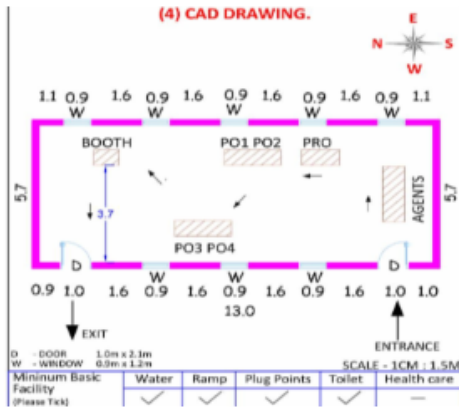 (4) CAD DRAWING.
E
N S
W
1.1 0.9 1.6 0.9 1.6 0.9 1.6 0.9 1.6 0.9 1.1
W W W W W
BOOTH PO1 PO2 PRO
5.7 5.7
AGENTS
3.7
PO3 PO4
D W W W D
0.9 1.0 1.6 0.9 1.6 0.9 1.6 0.9 1.6 1.0 1.0
13.0
EXIT
ENTRANCE
D - DOOR 1.0m x 2.1m
W - WINDOW 0.9m x 1.2m
SCALE - 1CM : 1.5M
Mininum Basic Facility (Please Tick) Water Ramp Plug Points Toilet Health care
✓ ✓ ✓ ✓ —